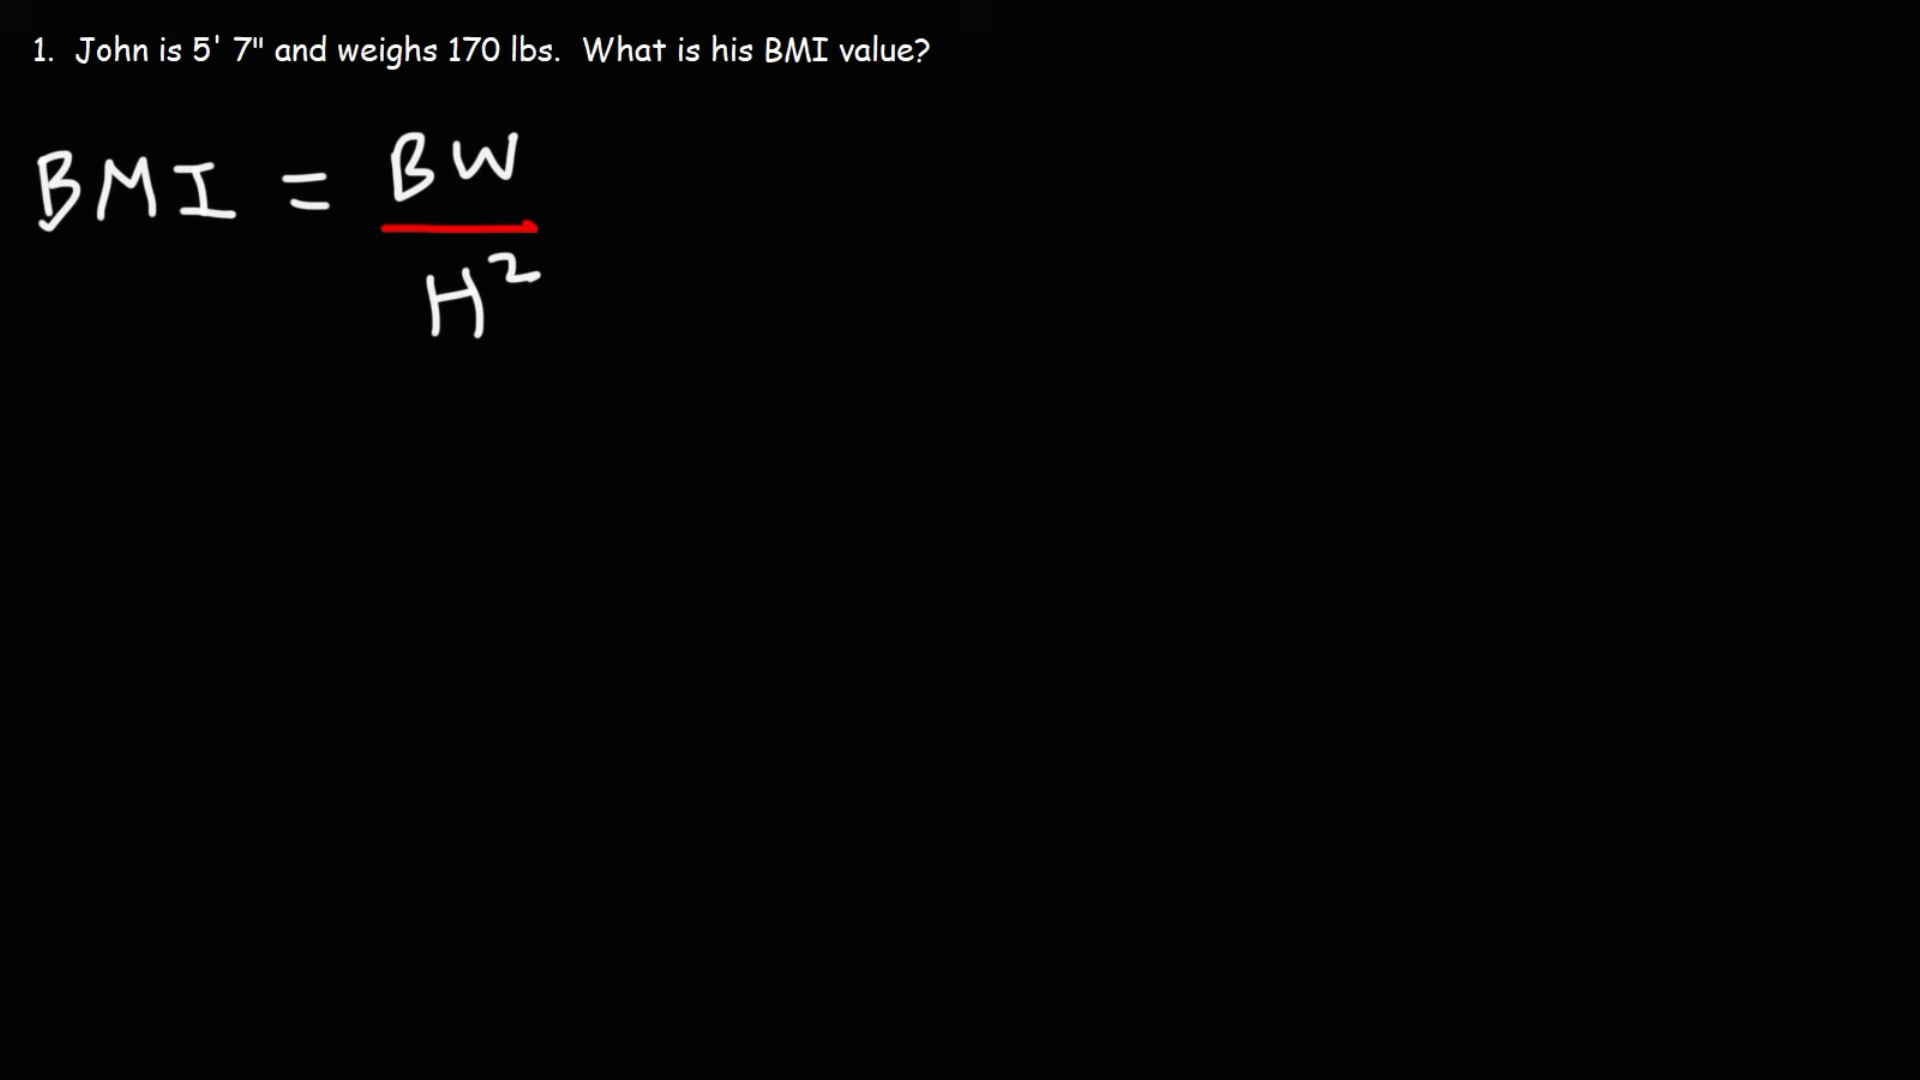 1. John is 5' 7" and weighs 170 lbs. What is his BMI value?
BMI = BW
H²